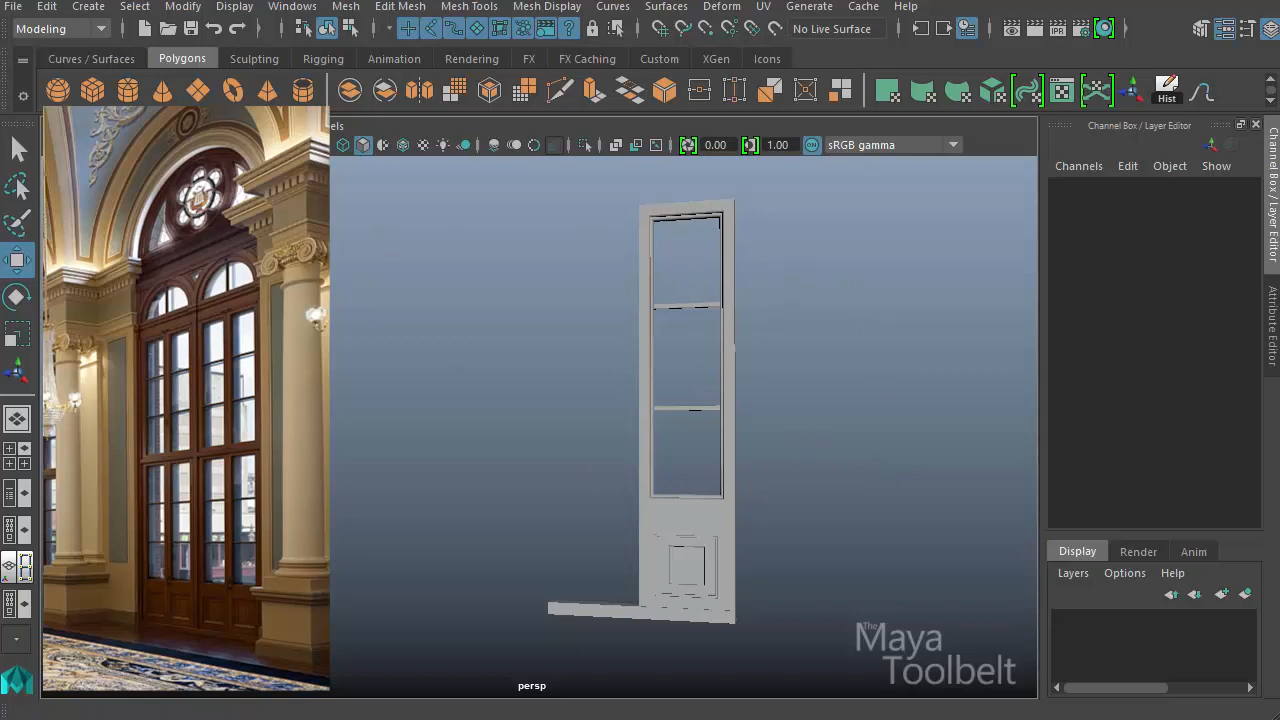 File Edit Create Select Modify Display Windows Mesh Edit Mesh Mesh Tools Mesh Display Curves Surfaces Deform UV Generate Cache Help
Modeling
No Live Surface
IPR
Curves / Surfaces Polygons Sculpting Rigging Animation Rendering FX FX Caching Custom XGen Icons
Hist
els
0.00 1.00 sRGB gamma
Channel Box / Layer Editor
Channels Edit Object Show
Channel Box / Layer Editor
Attribute Editor
Display Render Anim
Layers Options Help
persp
The
Maya
Toolbelt